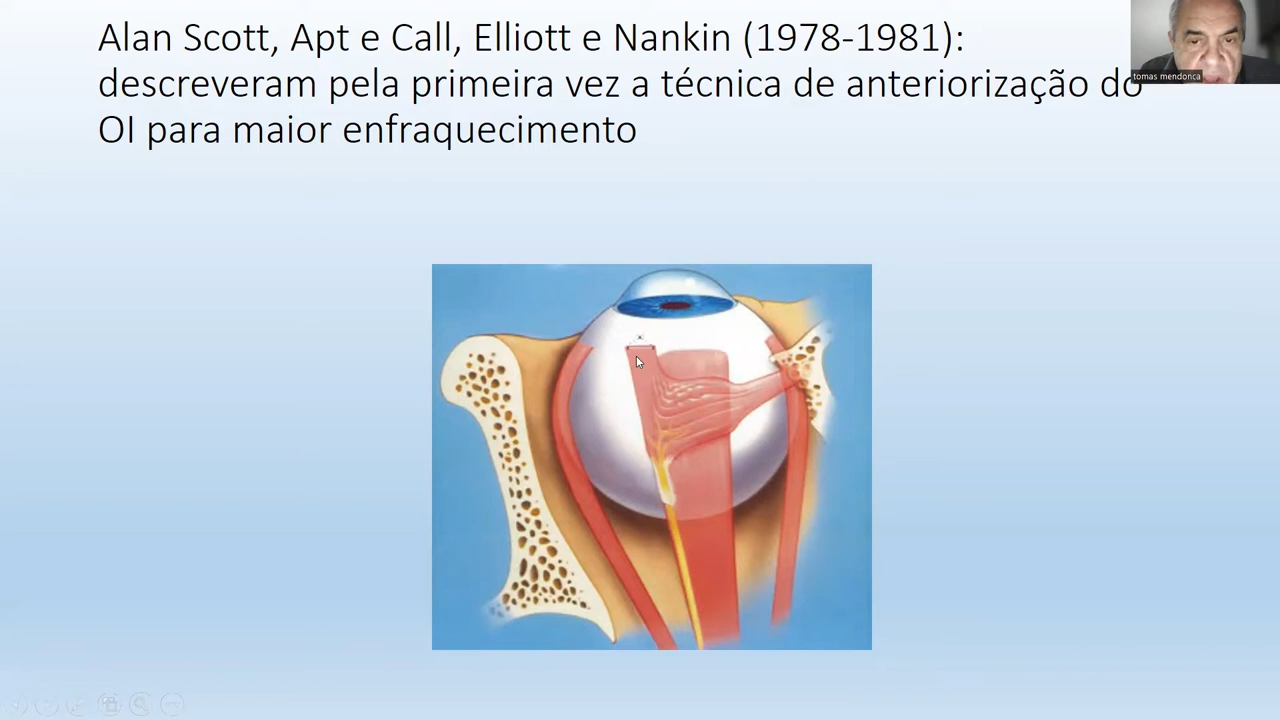 Alan Scott, Apt e Call, Elliott e Nankin (1978-1981):
descreveram pela primeira vez a técnica de anteriorização do
OI para maior enfraquecimento
tomas mendonca